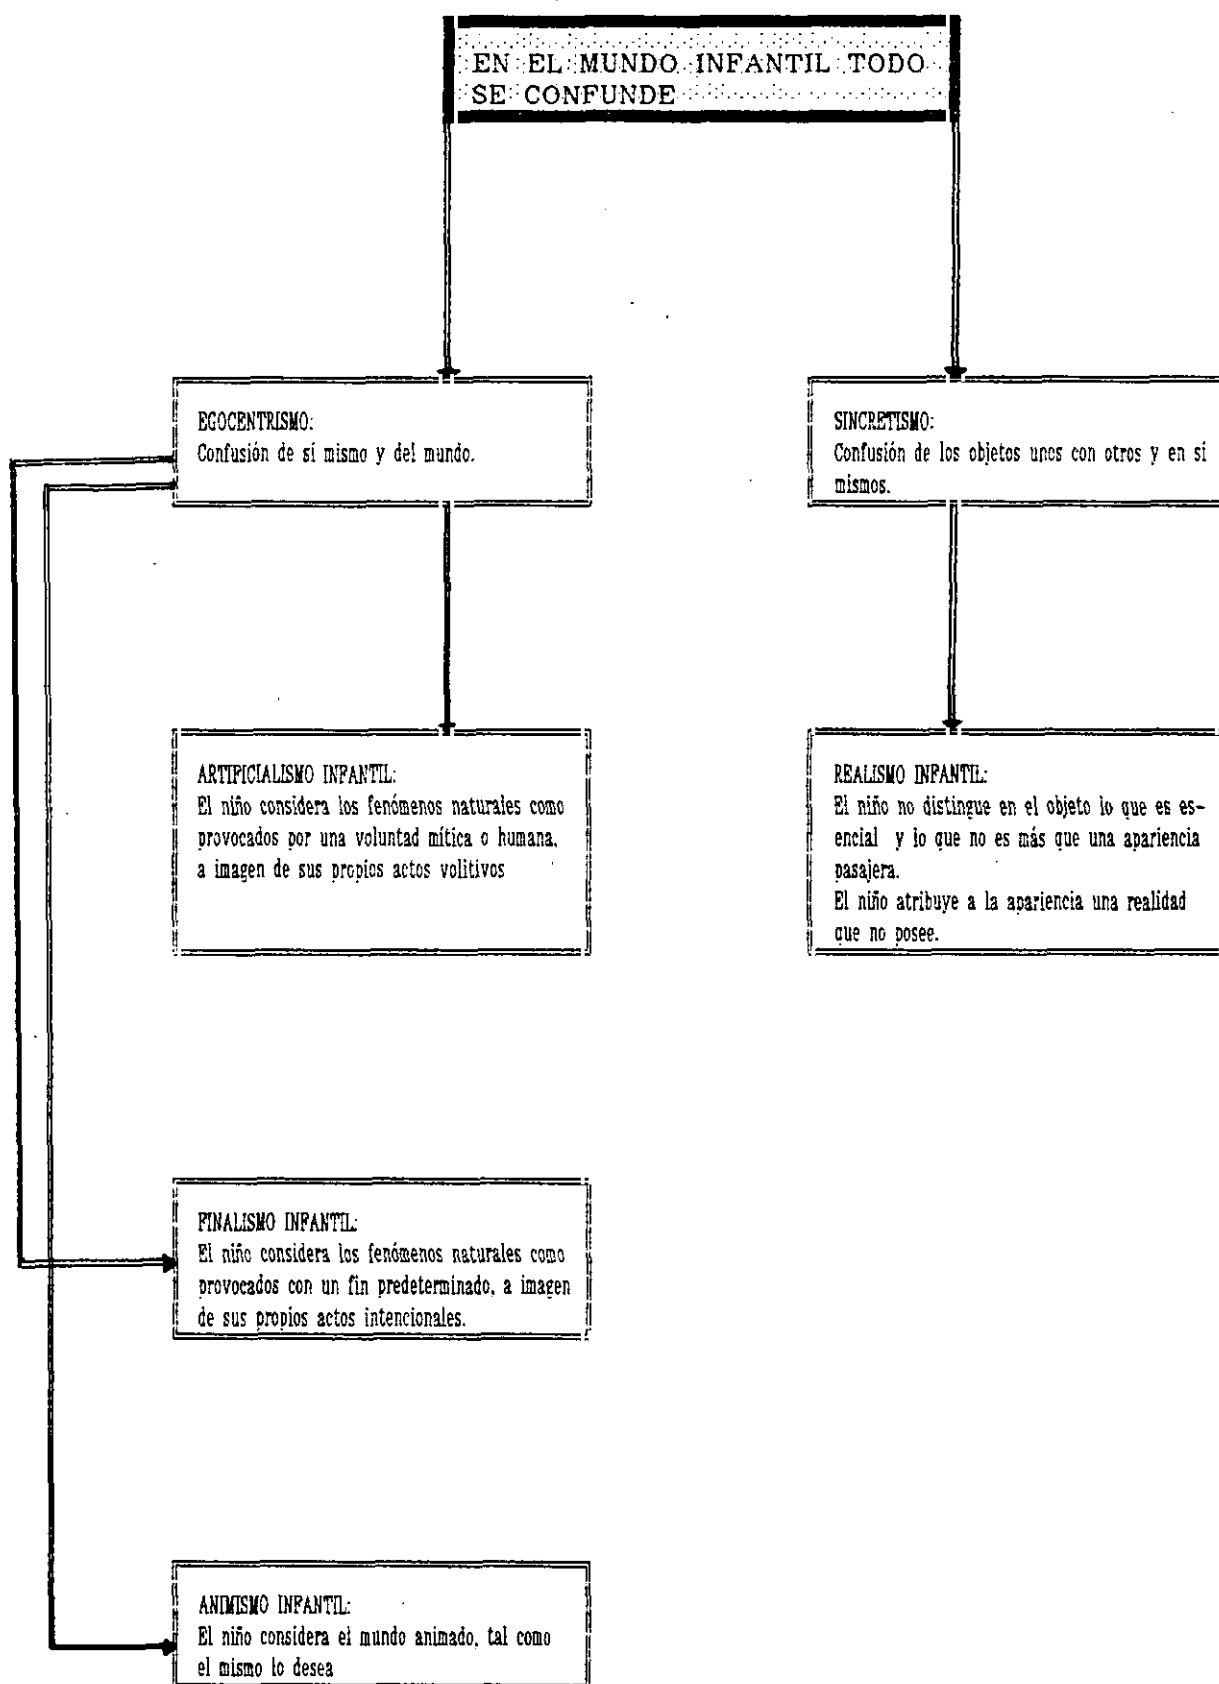 EN EL MUNDO INFANTIL TODO
SE CONFUNDE
EGOCENTRISMO:
Confusión de sí mismo y del mundo.
SINCRETISMO:
Confusión de los objetos unos con otros y en sí
mismos.
ARTIFICIALISMO INFANTIL:
El niño considera los fenómenos naturales como
provocados por una voluntad mítica o humana,
a imagen de sus propios actos volitivos
REALISMO INFANTIL:
El niño no distingue en el objeto lo que es es-
encial y lo que no es más que una apariencia
pasajera.
El niño atribuye a la apariencia una realidad
que no posee.
FINALISMO INFANTIL:
El niño considera los fenómenos naturales como
provocados con un fin predeterminado, a imagen
de sus propios actos intencionales.
ANIMISMO INFANTIL:
El niño considera el mundo animado, tal como
el mismo lo desea